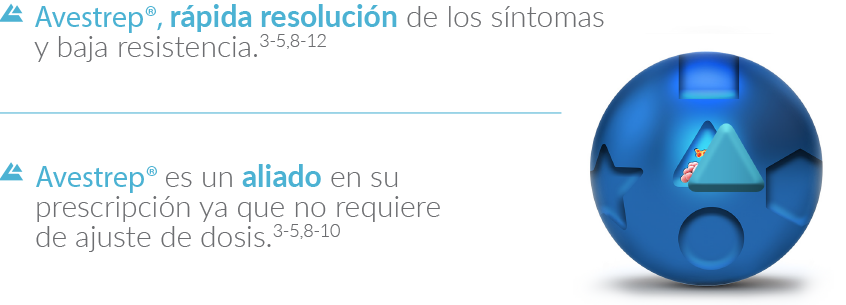 Avestrep®, rápida resolución de los síntomas
y baja resistencia.3-5,8-12
Avestrep® es un aliado en su
prescripción ya que no requiere
de ajuste de dosis.3-5,8-10